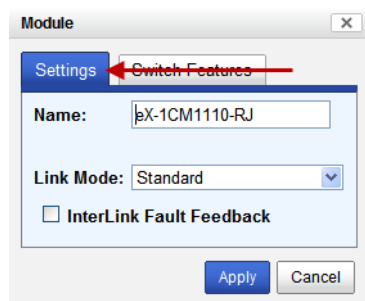 Module
Settings Switch Features
Name: eX-1CM1110-RJ
Link Mode: Standard
InterLink Fault Feedback
Apply Cancel